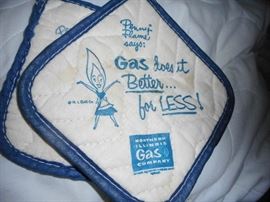 Penny
Flame
says:
Gas does it
Better...
for LESS!
NORTHERN
ILLINOIS
Gas
COMPANY